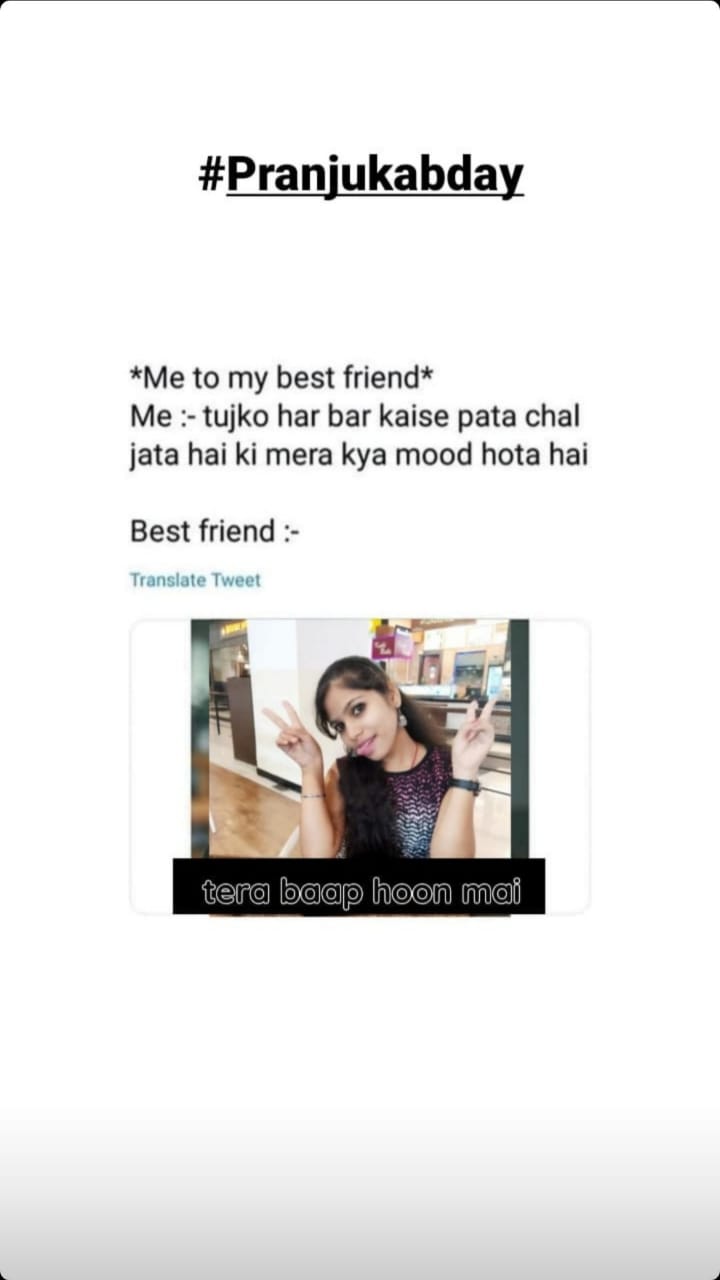 #Pranjukabday
*Me to my best friend*
Me :- tujko har bar kaise pata chal
jata hai ki mera kya mood hota hai
Best friend :-
Translate Tweet
tera baap hoon mai